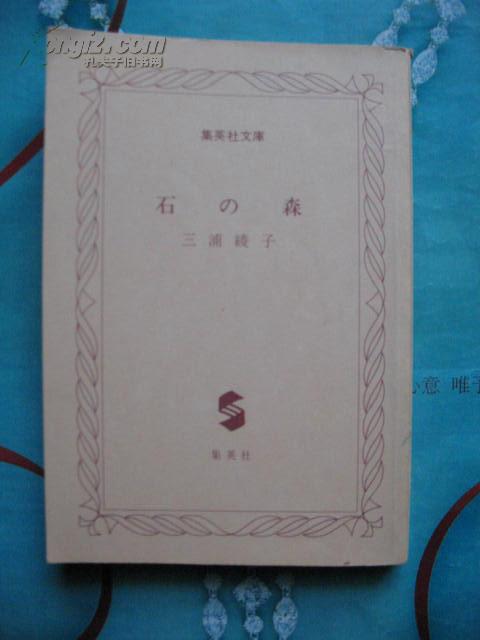 kongfz.com
孔夫子旧书网
集英社文庫
石の森
三浦綾子
集英社
心意 唯予